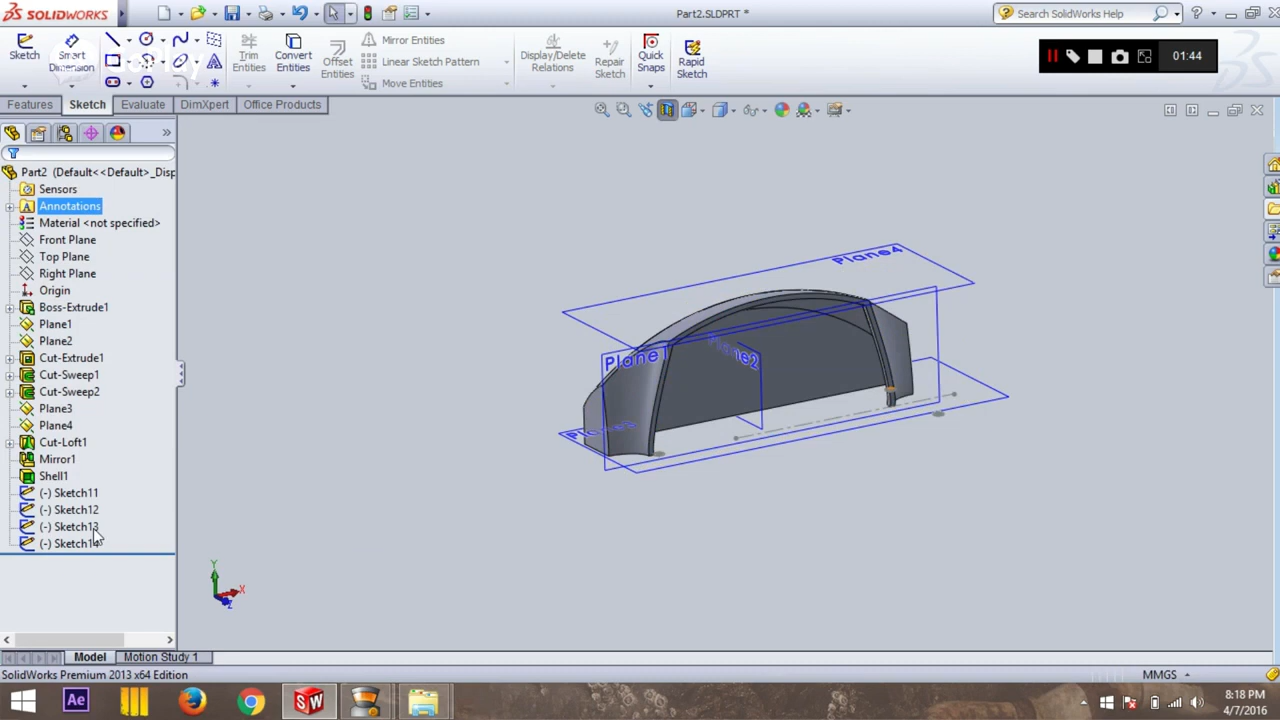 SOLIDWORKS
Part2.SLDPRT *
Search SolidWorks Help
Sketch
Smart Dimension
Trim Entities
Convert Entities
Offset Entities
Mirror Entities
Linear Sketch Pattern
Move Entities
Display/Delete Relations
Repair Sketch
Quick Snaps
Rapid Sketch
01:44
Features
Sketch
Evaluate
DimXpert
Office Products
Part2 (Default<<Default>_Disp
Sensors
Annotations
Material <not specified>
Front Plane
Top Plane
Right Plane
Origin
Boss-Extrude1
Plane1
Plane2
Cut-Extrude1
Cut-Sweep1
Cut-Sweep2
Plane3
Plane4
Cut-Loft1
Mirror1
Shell1
(-) Sketch11
(-) Sketch12
(-) Sketch13
(-) Sketch14
Plane4
Plane1
Plane2
Y
X
Z
Model
Motion Study 1
SolidWorks Premium 2013 x64 Edition
MMGS
Ae
SW
8:18 PM
4/7/2016